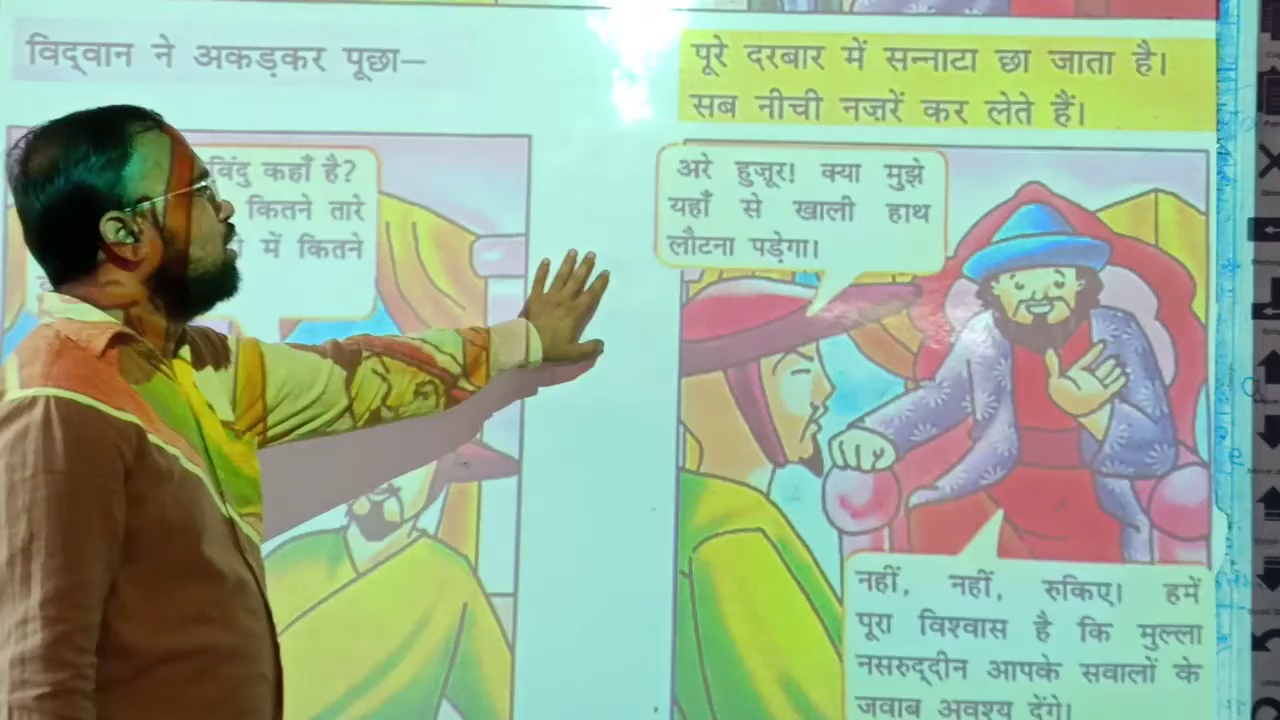 विद्वान ने अकड़कर पूछा–
बिंदु कहाँ है?
कितने तारे
में कितने
पूरे दरबार में सन्नाटा छा जाता है।
सब नीची नज़रें कर लेते हैं।
अरे हुज़ूर! क्या मुझे
यहाँ से खाली हाथ
लौटना पड़ेगा।
नहीं, नहीं, रुकिए। हमें
पूरा विश्वास है कि मुल्ला
नसरुद्दीन आपके सवालों के
जवाब अवश्य देंगे।